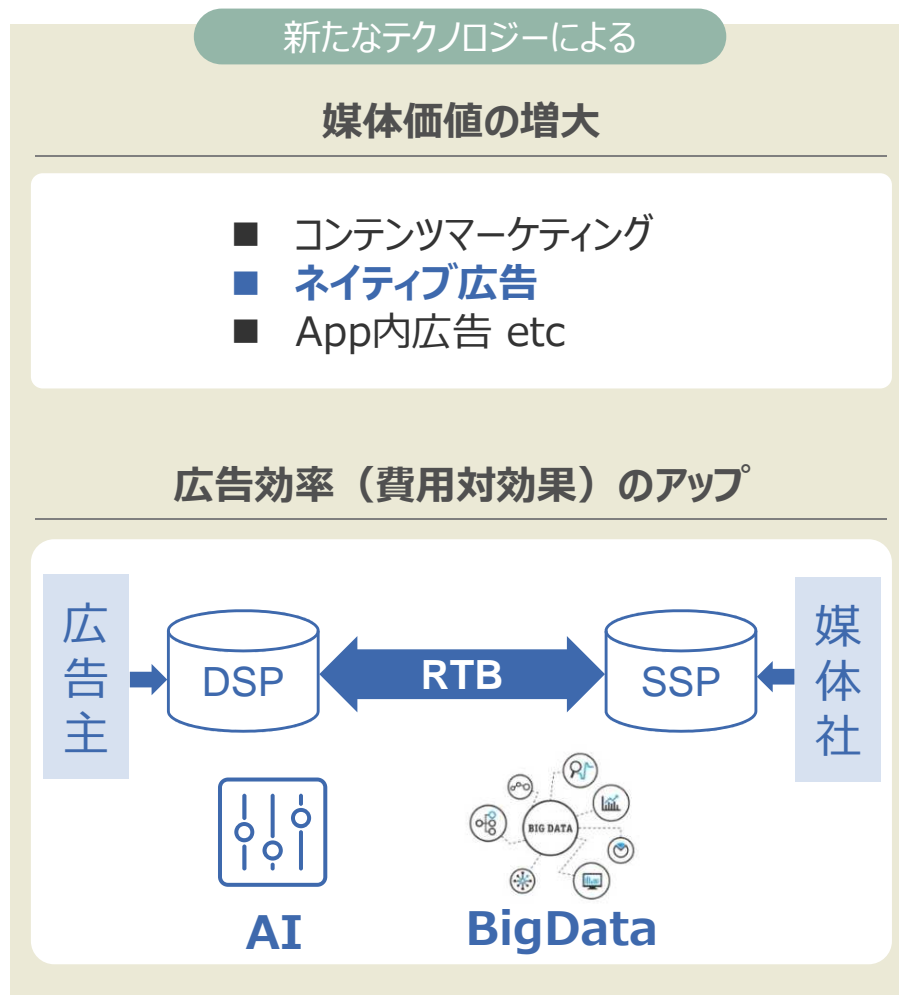 新たなテクノロジーによる
媒体価値の増大
■ コンテンツマーケティング
■ ネイティブ広告
■ App内広告 etc
広告効率（費用対効果）のアップ
広告主
DSP
RTB
SSP
媒体社
BIG DATA
AI
BigData